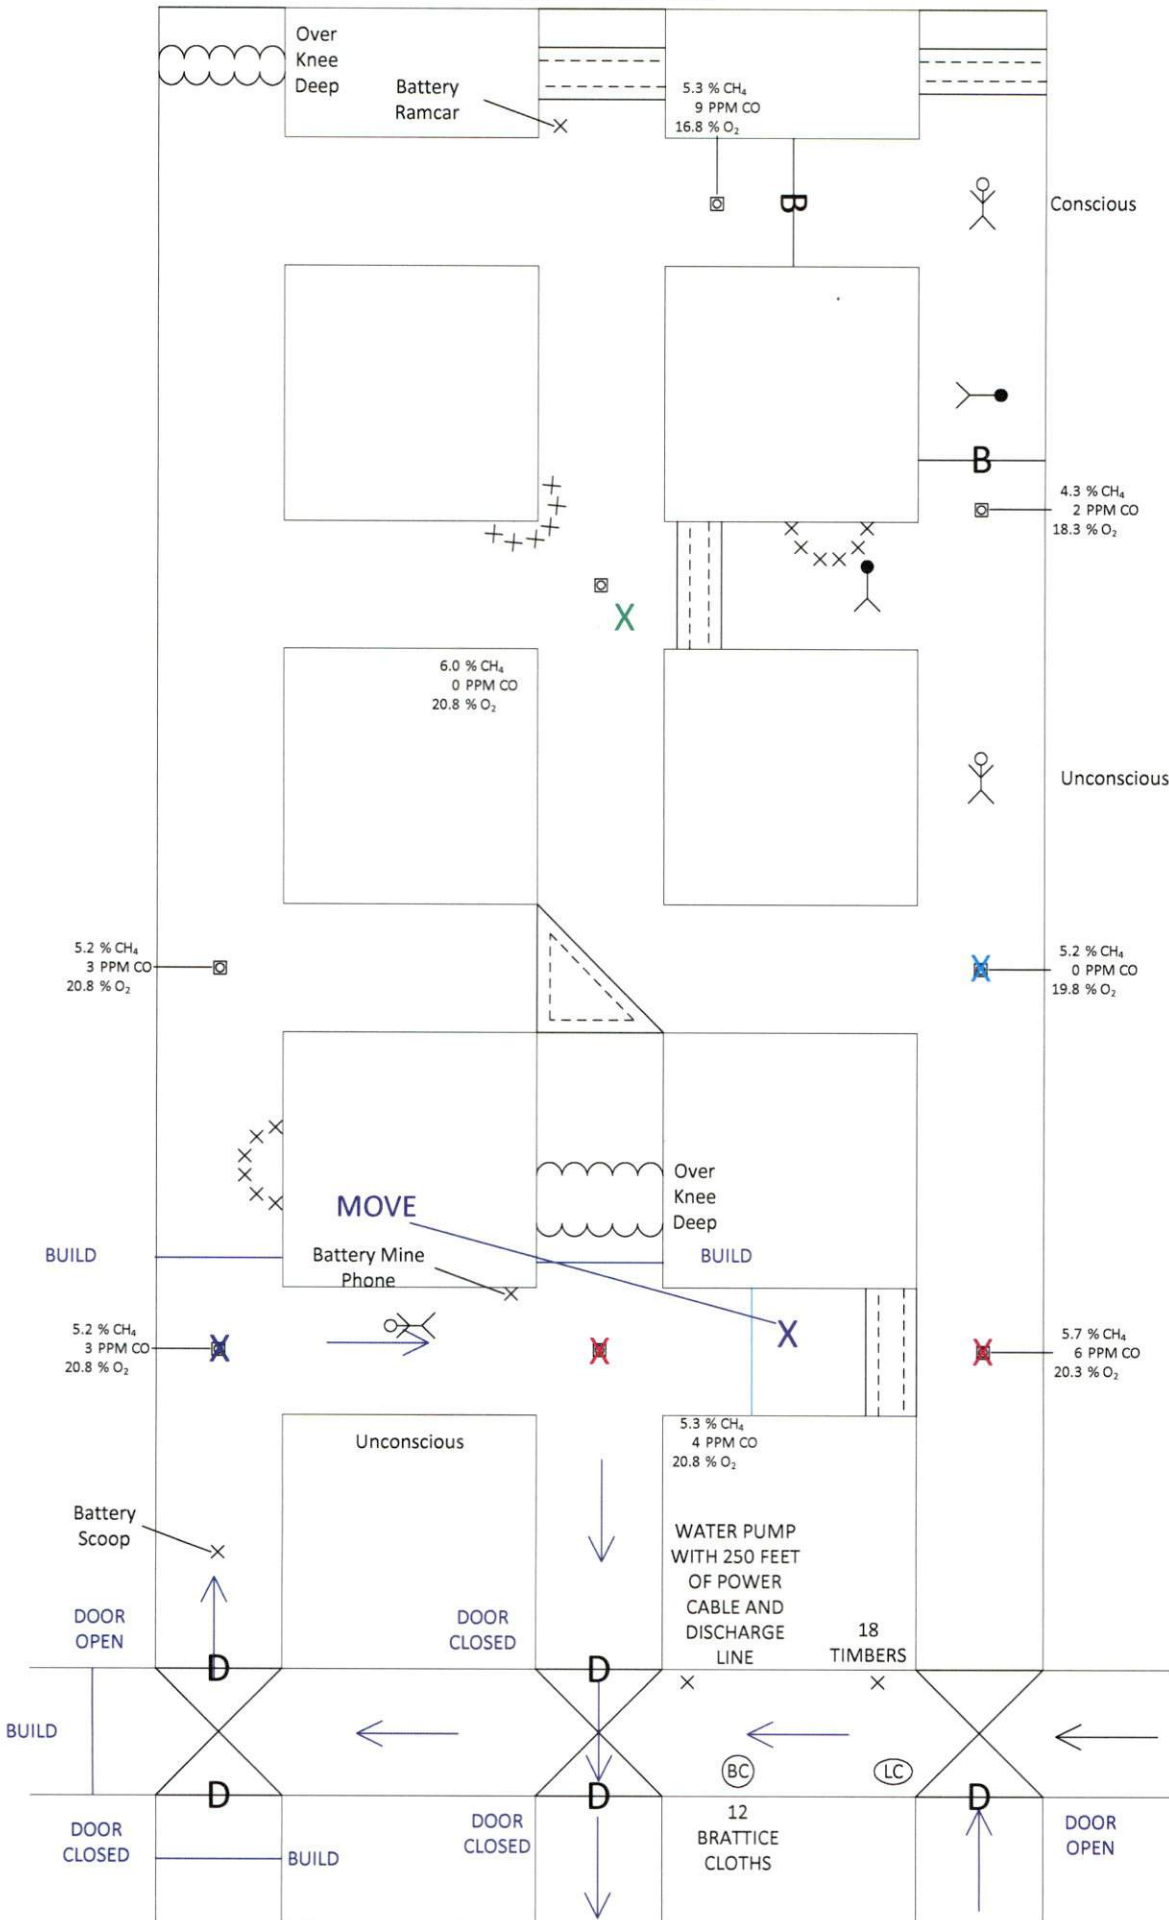 Over
Knee
Deep
Battery
Ramcar
5.3 % CH₄
9 PPM CO
16.8 % O₂
B
Conscious
B
4.3 % CH₄
2 PPM CO
18.3 % O₂
X
6.0 % CH₄
0 PPM CO
20.8 % O₂
Unconscious
5.2 % CH₄
3 PPM CO
20.8 % O₂
X
5.2 % CH₄
0 PPM CO
19.8 % O₂
Over
Knee
Deep
MOVE
BUILD
BUILD
Battery Mine
Phone
5.2 % CH₄
3 PPM CO
20.8 % O₂
X
X
X
X
5.7 % CH₄
6 PPM CO
20.3 % O₂
5.3 % CH₄
4 PPM CO
20.8 % O₂
Unconscious
Battery
Scoop
WATER PUMP
WITH 250 FEET
OF POWER
CABLE AND
DISCHARGE
LINE
18
TIMBERS
DOOR
OPEN
DOOR
CLOSED
D
D
BUILD
BC
LC
D
D
D
DOOR
CLOSED
BUILD
DOOR
CLOSED
12
BRATTICE
CLOTHS
DOOR
OPEN